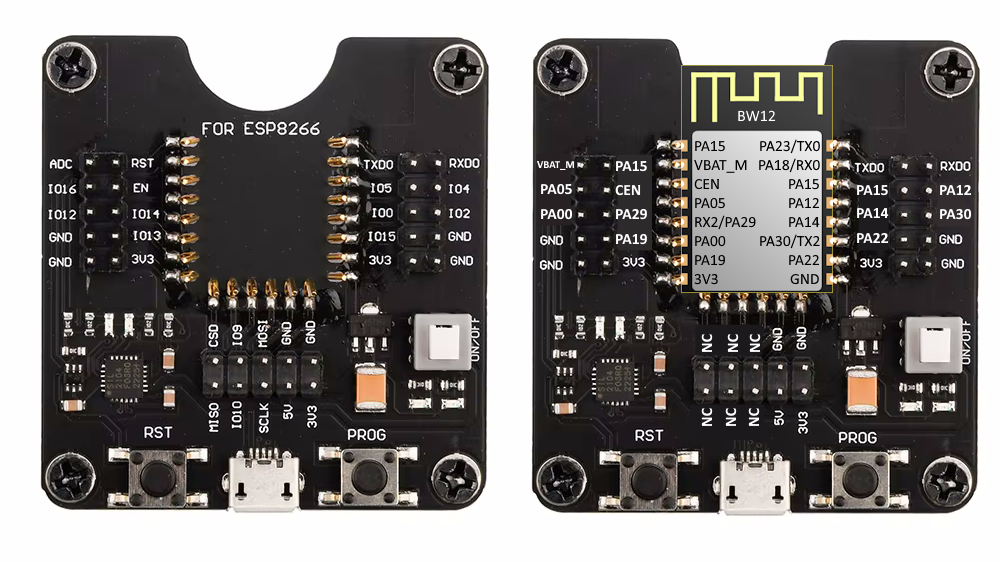 FOR ESP8266
ADC RST TXD0 RXD0
IO16 EN IO5 IO4
IO12 IO14 IO0 IO2
GND IO13 IO15 GND
GND 3V3 3V3 GND
CSD IO9 MOSI GND GND
MISO IO10 SCLK 5V 3V3
ON/OFF
RST PROG
BW12
PA15 PA23/TX0
VBAT_M PA18/RX0
CEN PA15
PA05 PA12
RX2/PA29 PA14
PA00 PA30/TX2
PA19 PA22
3V3 GND
VBAT_M PA15 TXD0 RXD0
PA05 CEN PA15 PA12
PA00 PA29 PA14 PA30
GND PA19 PA22 GND
GND 3V3 3V3 GND
NC NC NC GND GND
NC NC NC 5V 3V3
ON/OFF
RST PROG